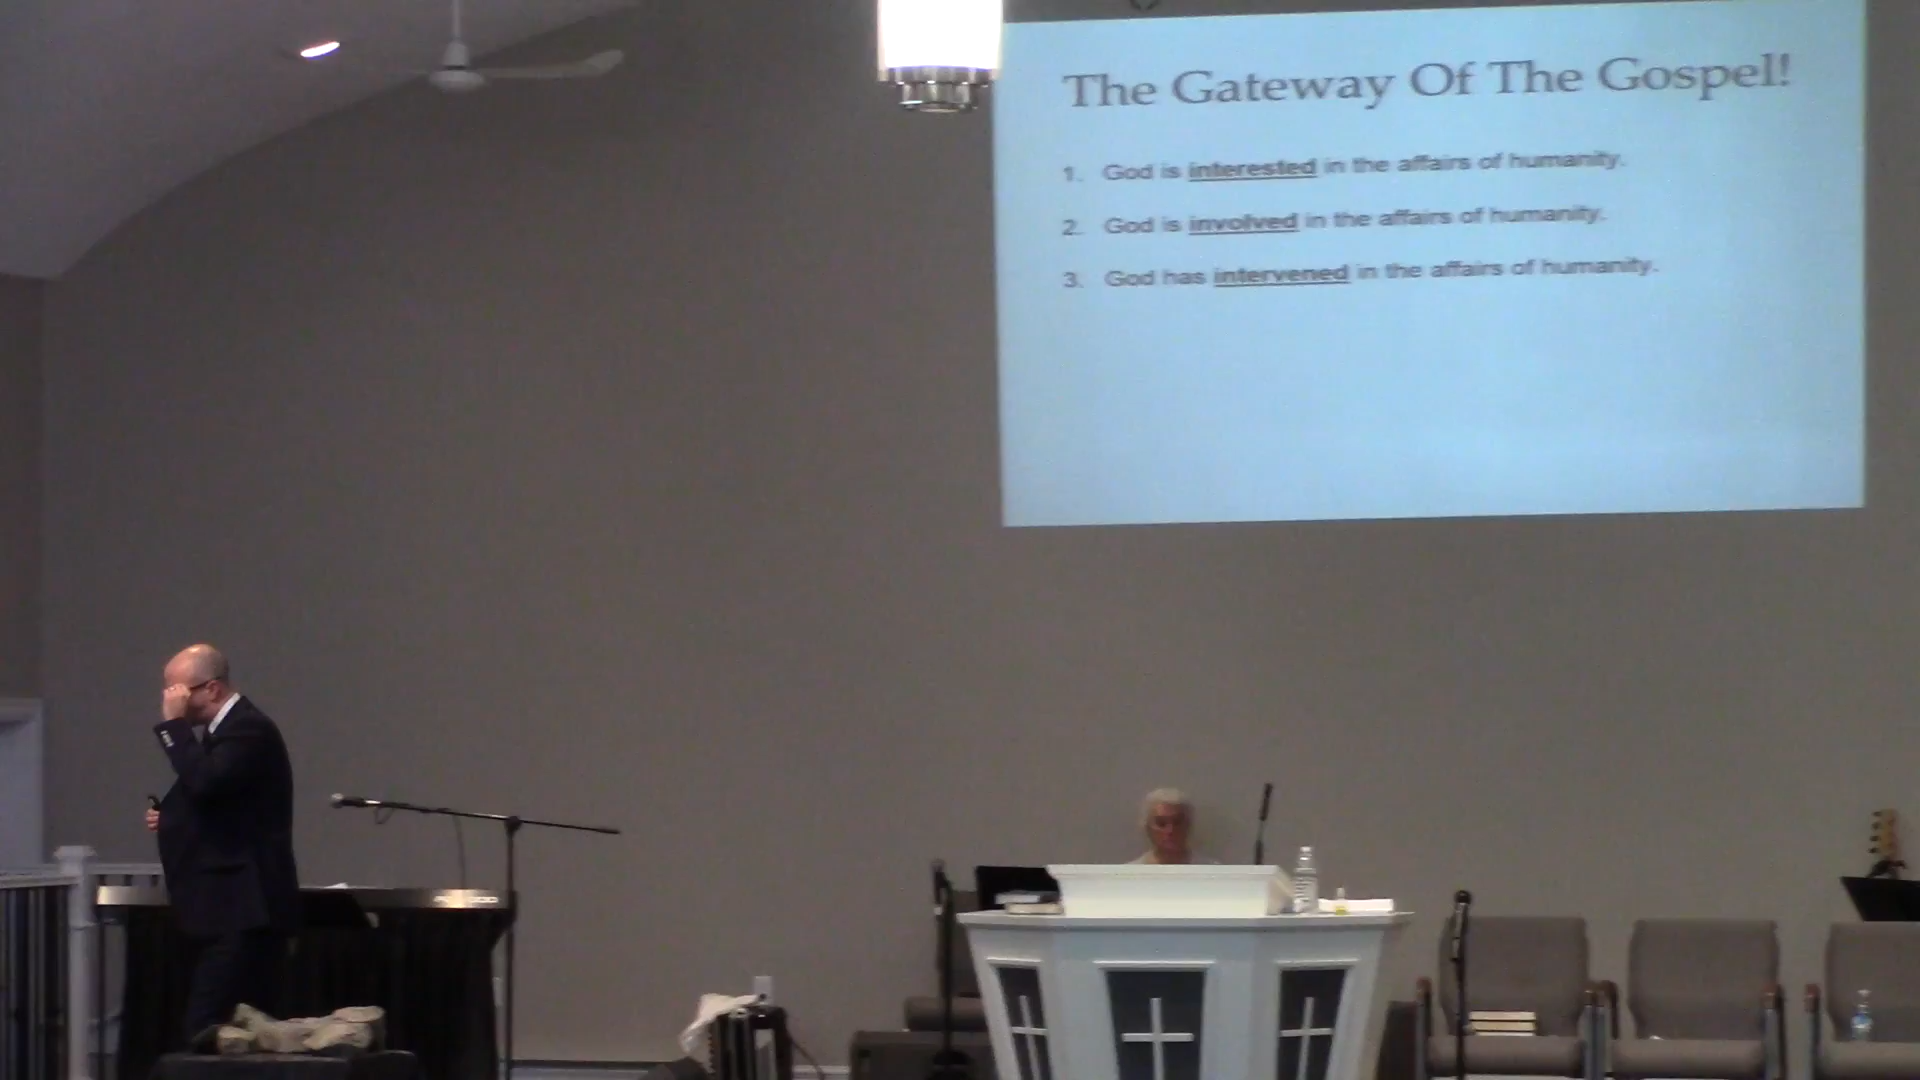 The Gateway Of The Gospel!
1. God is interested in the affairs of humanity.
2. God is involved in the affairs of humanity.
3. God has intervened in the affairs of humanity.